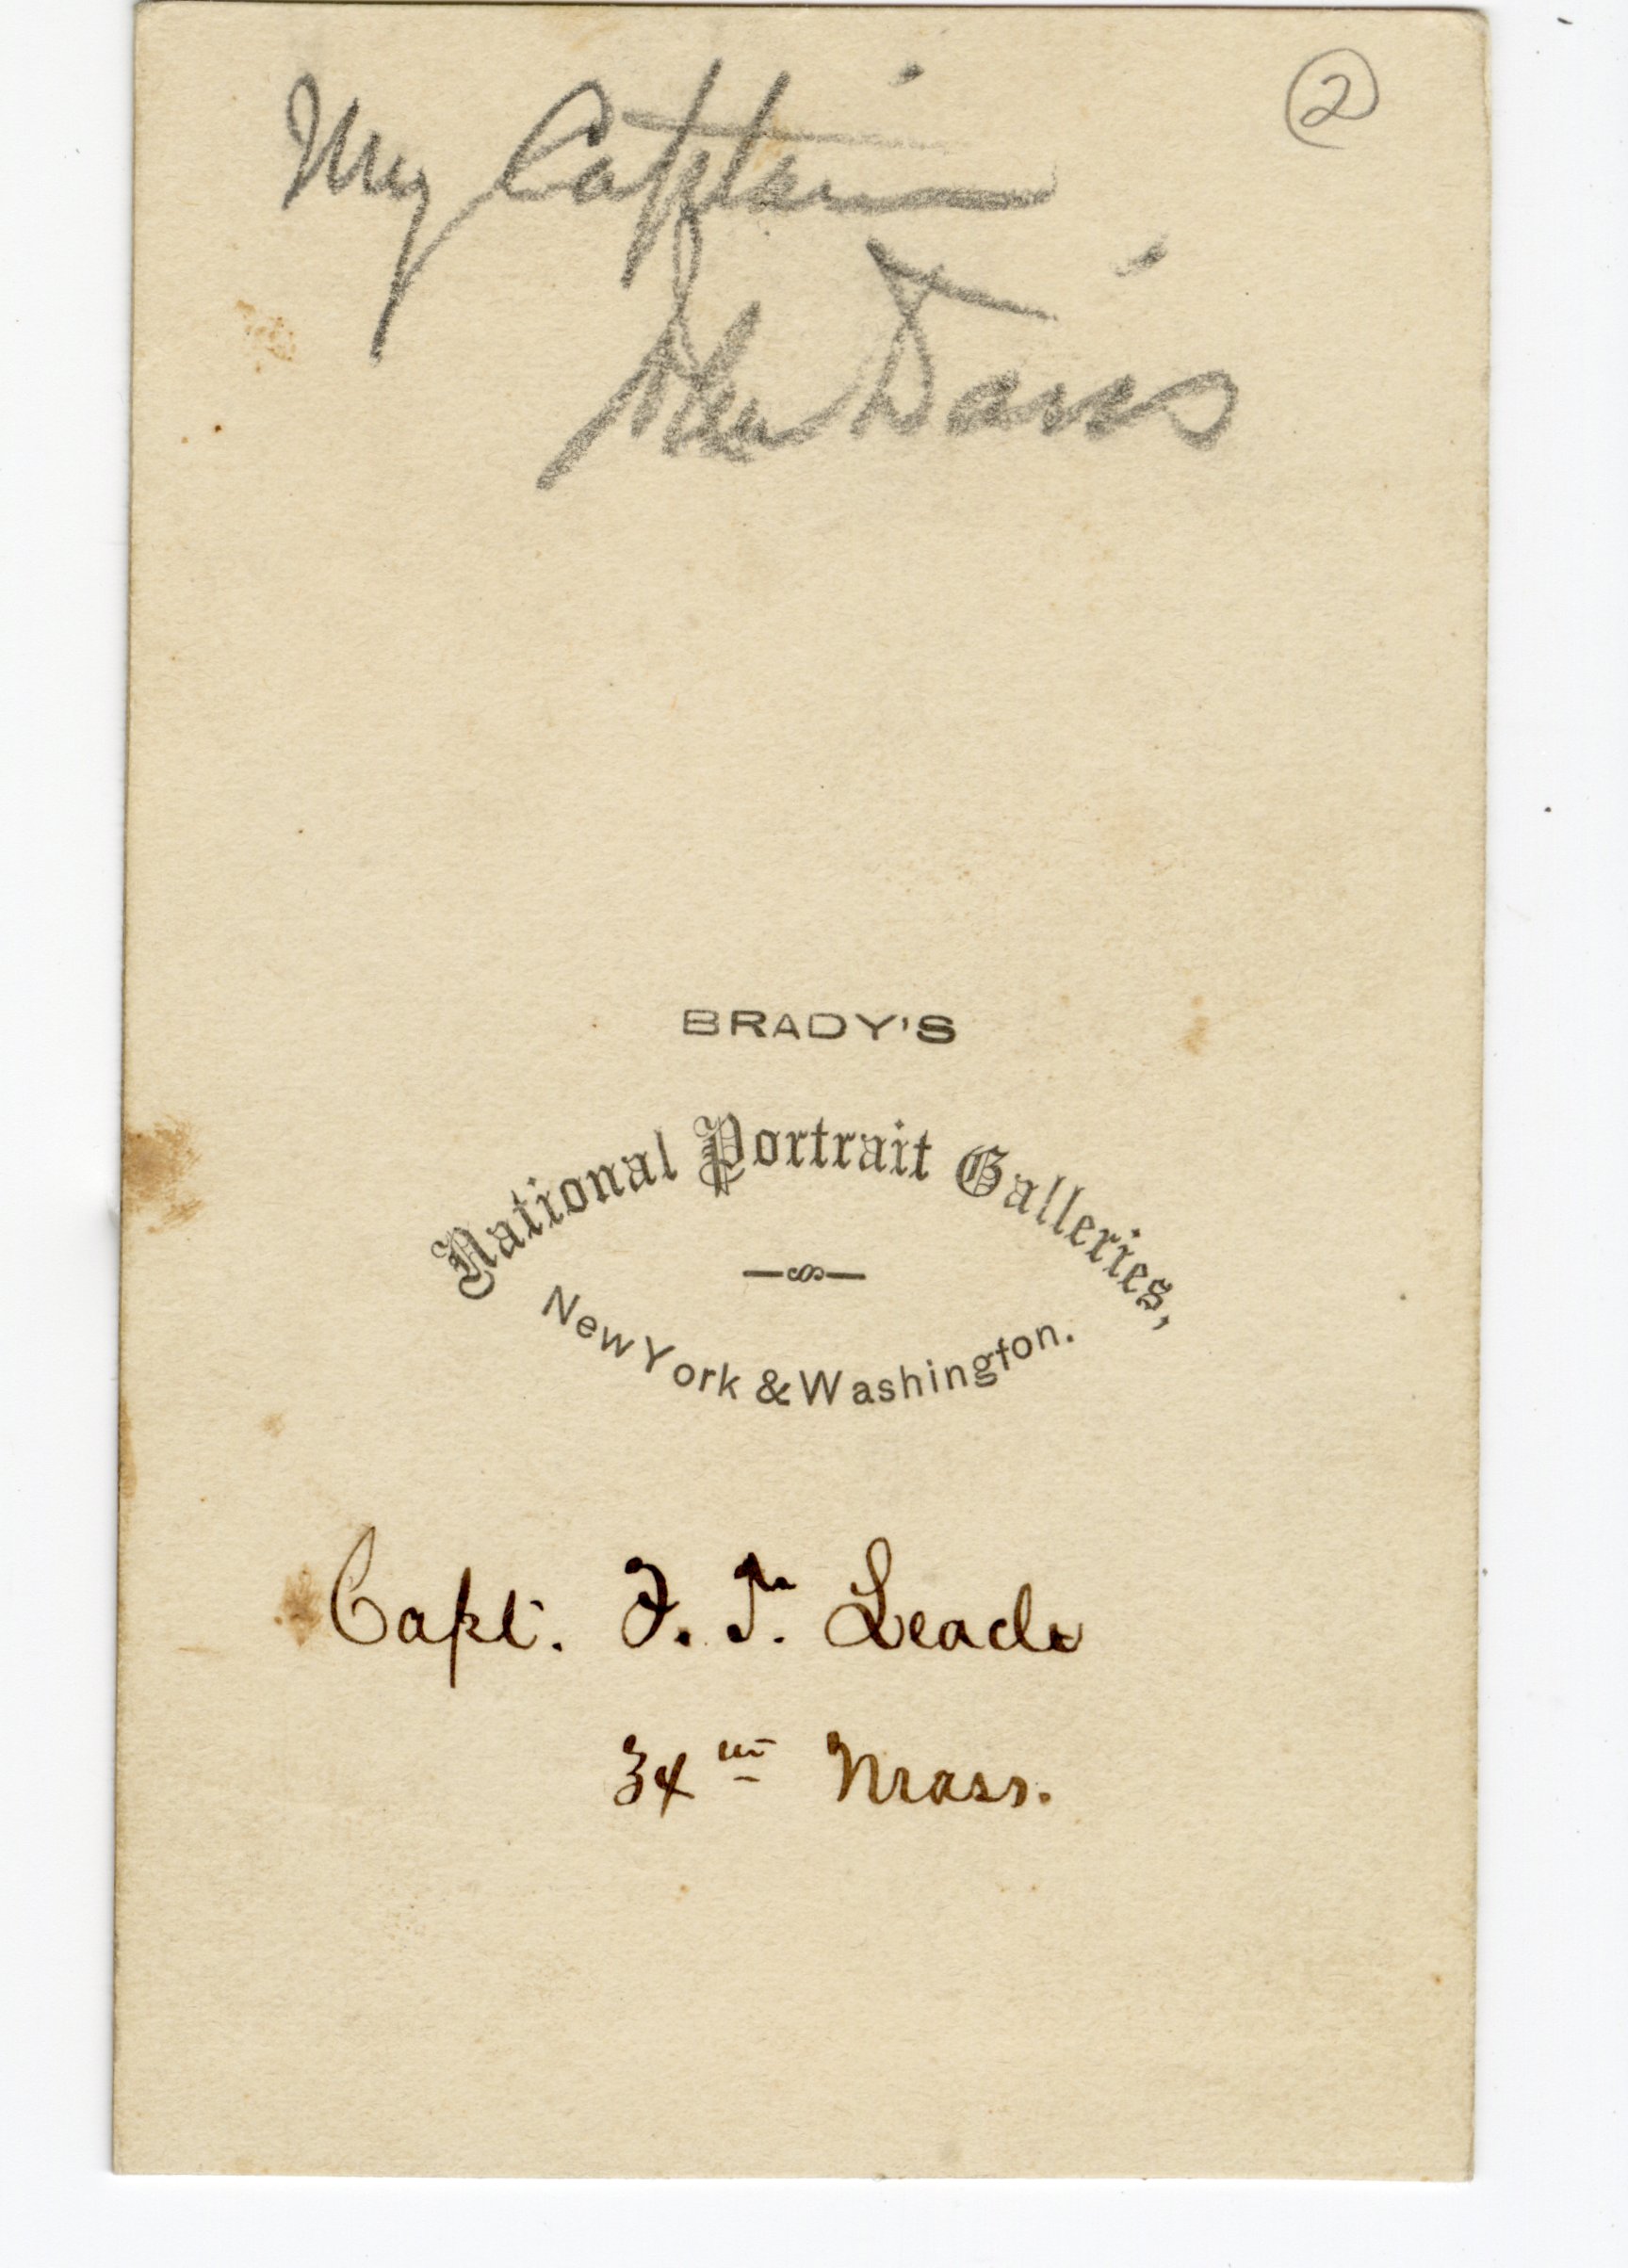 2
My Captain
John Davis
BRADY'S
National Portrait Galleries,
New York & Washington.
Capt. F. T. Leach
34th Mass.